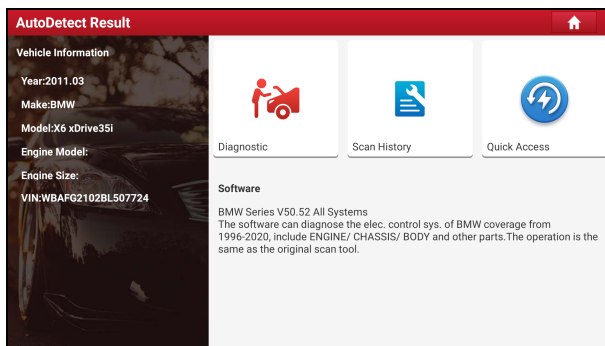 AutoDetect Result
Vehicle Information
Year:2011.03
Make:BMW
Model:X6 xDrive35i
Engine Model:
Engine Size:
VIN:WBAFG2102BL507724
Diagnostic
Scan History
Quick Access
Software
BMW Series V50.52 All Systems
The software can diagnose the elec. control sys. of BMW coverage from
1996-2020, include ENGINE/ CHASSIS/ BODY and other parts.The operation is the
same as the original scan tool.